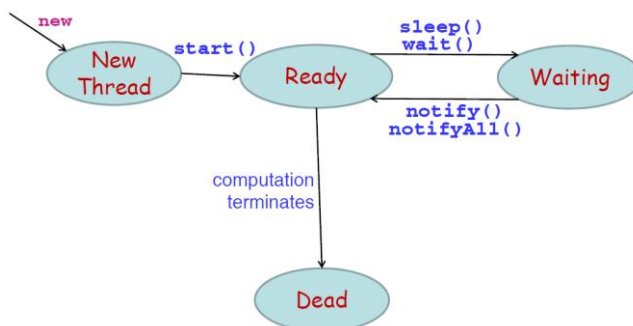 new
New
Thread
start()
Ready
sleep()
wait()
Waiting
notify()
notifyAll()
computation
terminates
Dead